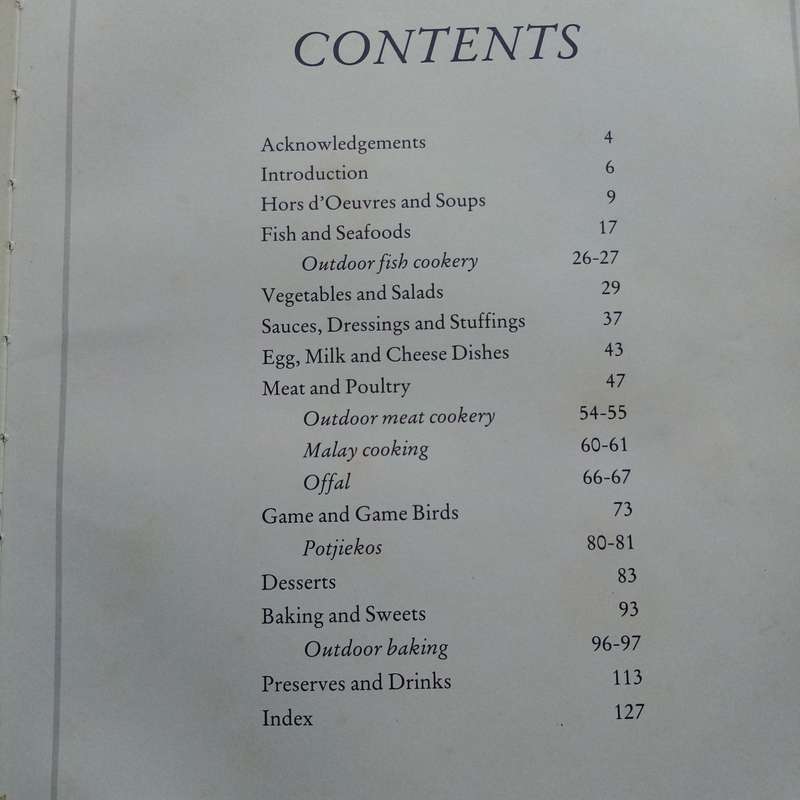 CONTENTS
Acknowledgements 4
Introduction 6
Hors d'Oeuvres and Soups 9
Fish and Seafoods 17
Outdoor fish cookery 26-27
Vegetables and Salads 29
Sauces, Dressings and Stuffings 37
Egg, Milk and Cheese Dishes 43
Meat and Poultry 47
Outdoor meat cookery 54-55
Malay cooking 60-61
Offal 66-67
Game and Game Birds 73
Potjiekos 80-81
Desserts 83
Baking and Sweets 93
Outdoor baking 96-97
Preserves and Drinks 113
Index 127